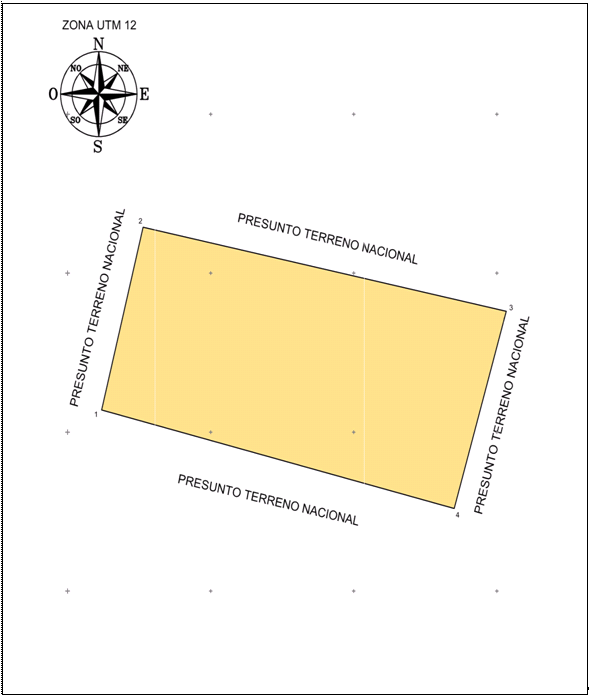 ZONA UTM 12
N
NO NE
O E
SO SE
S
2
PRESUNTO TERRENO NACIONAL
PRESUNTO TERRENO NACIONAL
3
PRESUNTO TERRENO NACIONAL
1
PRESUNTO TERRENO NACIONAL
4